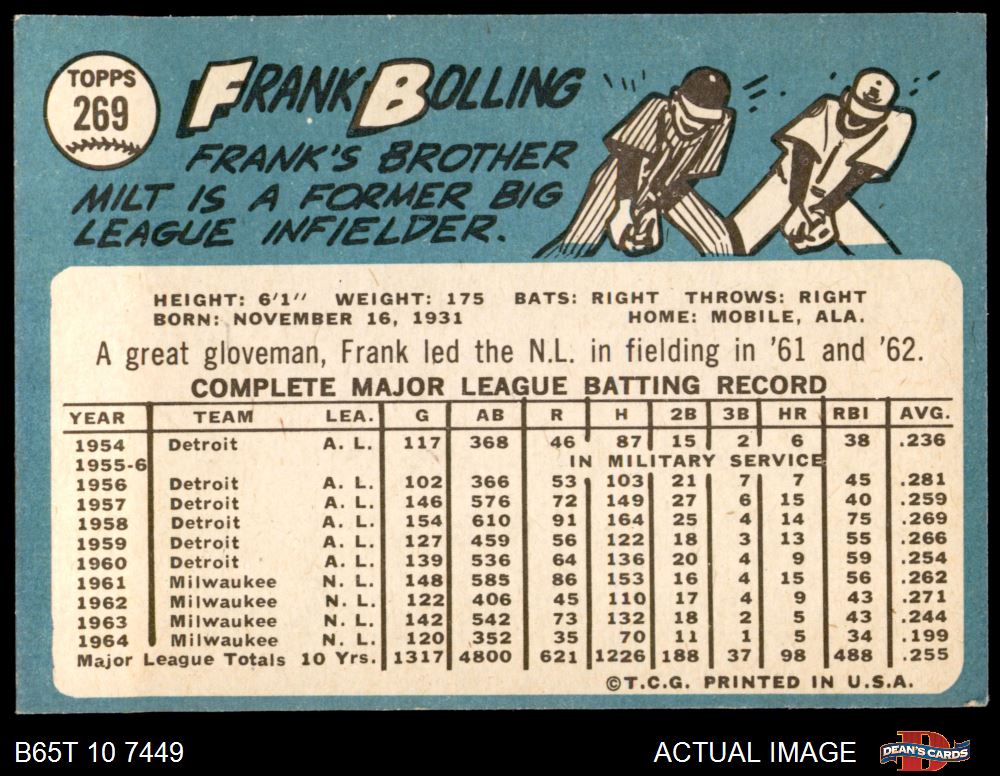 TOPPS
269
FRANK BOLLING
FRANK'S BROTHER
MILT IS A FORMER BIG
LEAGUE INFIELDER.
HEIGHT: 6'1" WEIGHT: 175 BATS: RIGHT THROWS: RIGHT
BORN: NOVEMBER 16, 1931 HOME: MOBILE, ALA.
A great gloveman, Frank led the N.L. in fielding in '61 and '62.
COMPLETE MAJOR LEAGUE BATTING RECORD
YEAR TEAM LEA. G AB R H 2B 3B HR RBI AVG.
1954 Detroit A. L. 117 368 46 87 15 2 6 38 .236
1955-6 IN MILITARY SERVICE
1956 Detroit A. L. 102 366 53 103 21 7 7 45 .281
1957 Detroit A. L. 146 576 72 149 27 6 15 40 .259
1958 Detroit A. L. 154 610 91 164 25 4 14 75 .269
1959 Detroit A. L. 127 459 56 122 18 3 13 55 .266
1960 Detroit A. L. 139 536 64 136 20 4 9 59 .254
1961 Milwaukee N. L. 148 585 86 153 16 4 15 56 .262
1962 Milwaukee N. L. 122 406 45 110 17 4 9 43 .271
1963 Milwaukee N. L. 142 542 73 132 18 2 5 43 .244
1964 Milwaukee N. L. 120 352 35 70 11 1 5 34 .199
Major League Totals 10 Yrs. 1317 4800 621 1226 188 37 98 488 .255
©T.C.G. PRINTED IN U.S.A.
B65T 10 7449 ACTUAL IMAGE
D
DEAN'S CARDS